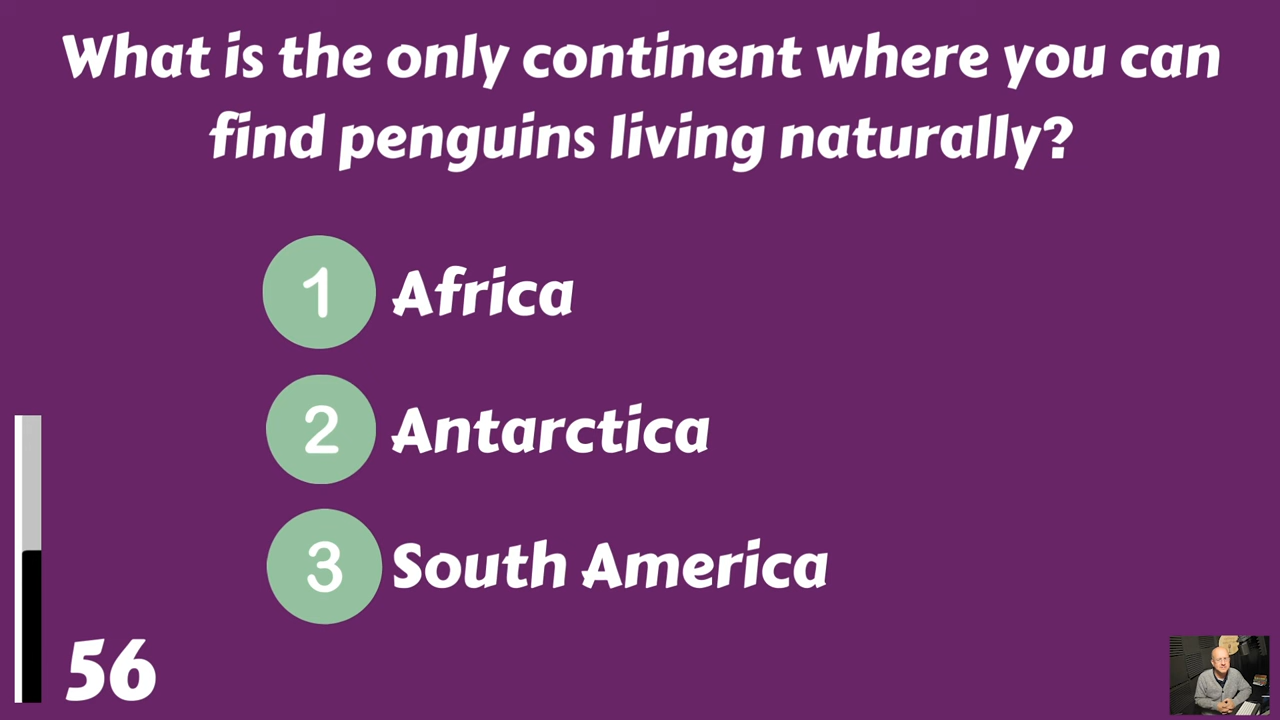 What is the only continent where you can
find penguins living naturally?
1 Africa
2 Antarctica
3 South America
56